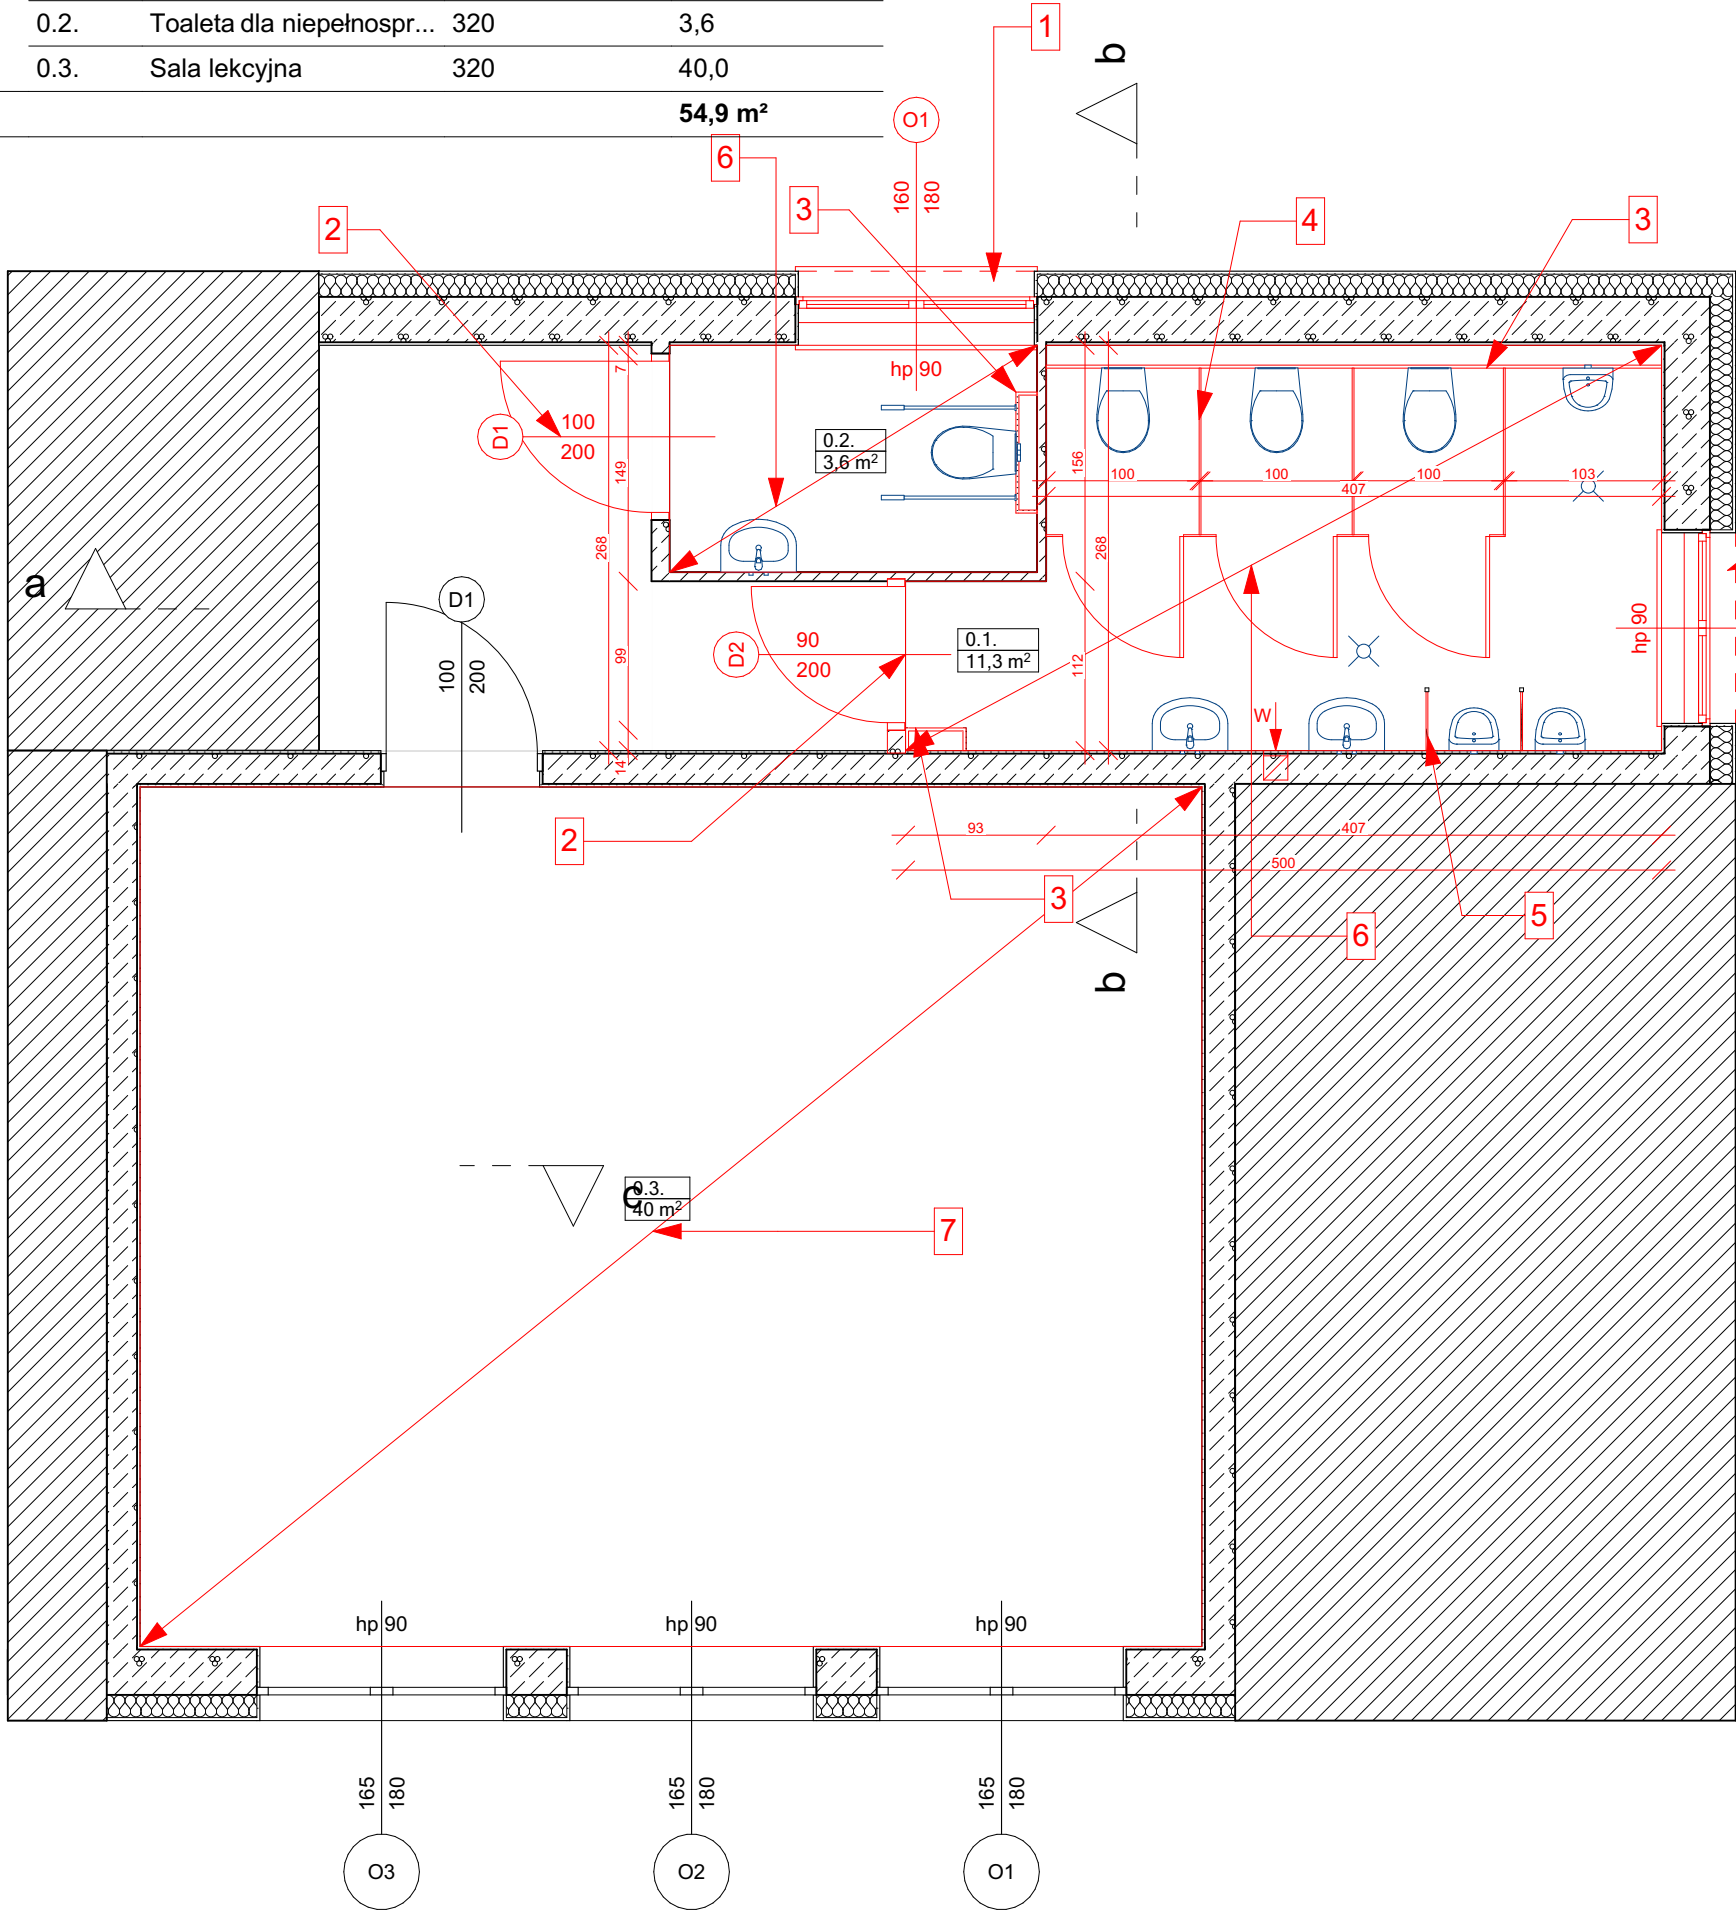 0.2. Toaleta dla niepełnospr... 320 3,6
0.3. Sala lekcyjna 320 40,0
54,9 m²
1
b
O1
6
160
180
3
2
4
3
hp 90
7
D1
100
200
149
0.2.
3,6 m²
156
100
100
100
103
407
268
268
a
D1
100
200
99
D2
90
200
0.1.
11,3 m²
112
hp 90
W
14
2
93
407
500
3
5
6
b
c
0.3.
40 m²
7
hp 90
hp 90
hp 90
165
180
165
180
165
180
O3
O2
O1